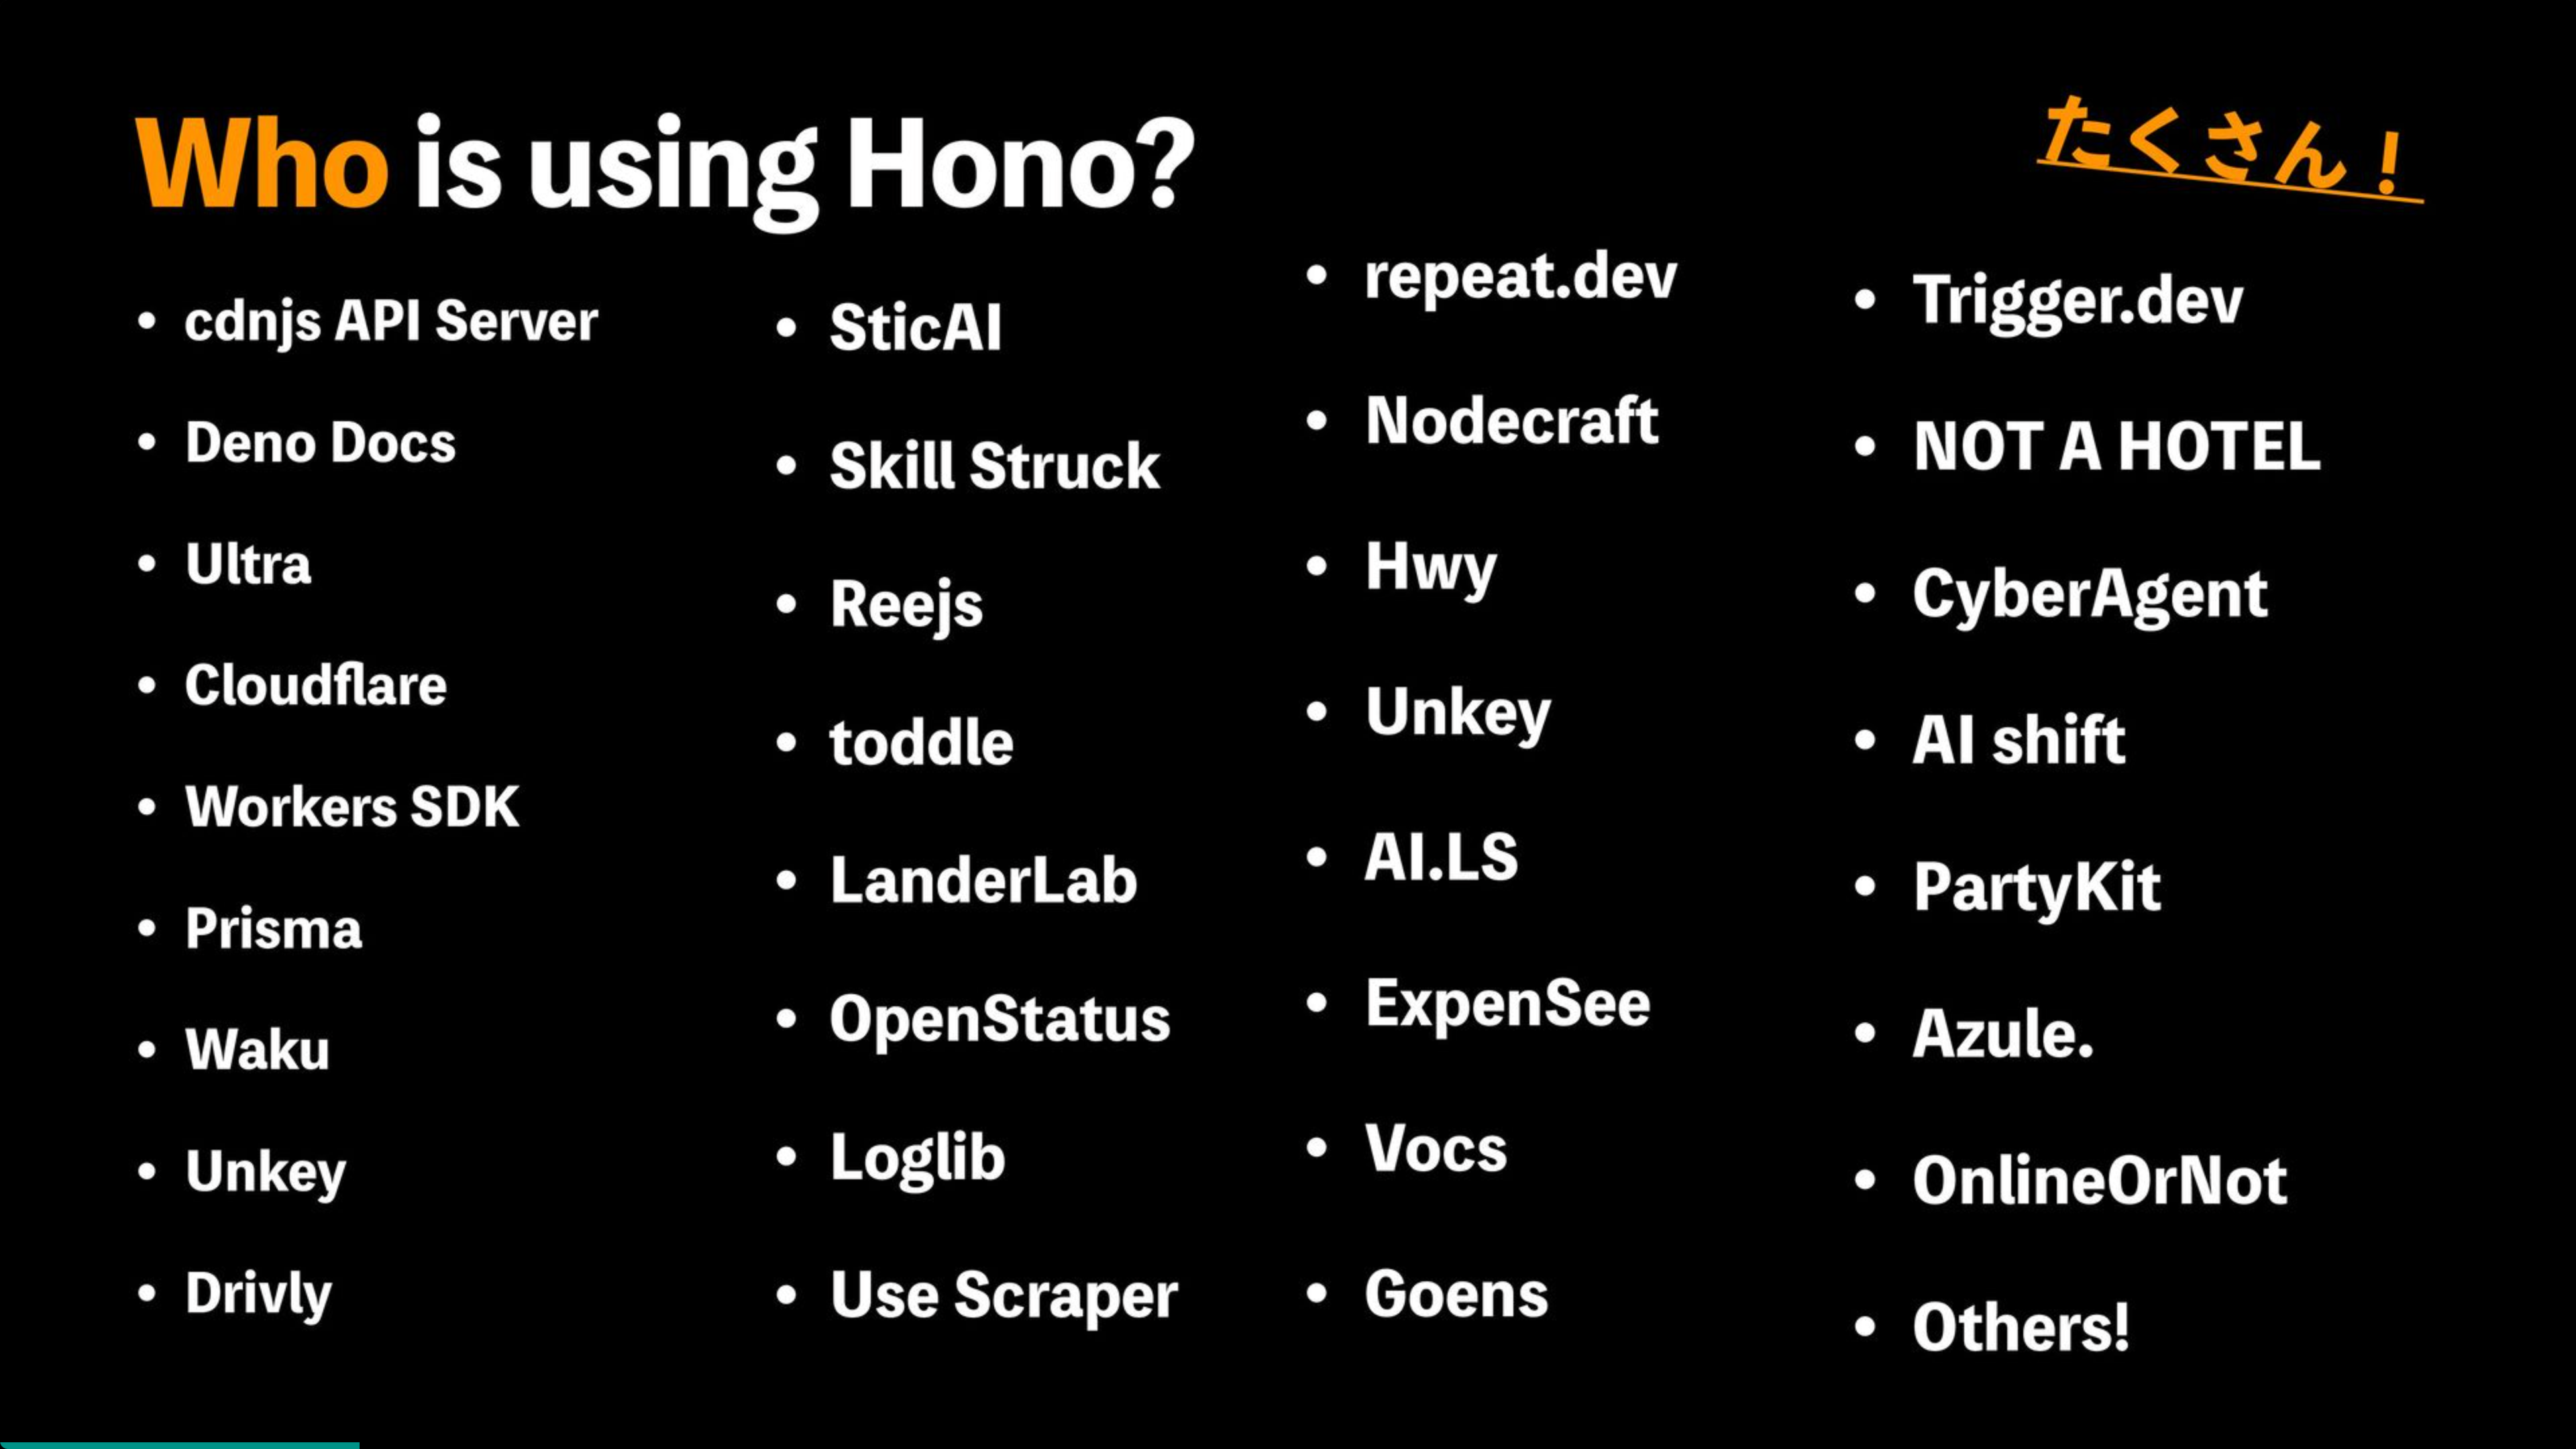 Who is using Hono?
たくさん！
• cdnjs API Server
• Deno Docs
• Ultra
• Cloudflare
• Workers SDK
• Prisma
• Waku
• Unkey
• Drivly
• SticAI
• Skill Struck
• Reejs
• toddle
• LanderLab
• OpenStatus
• Loglib
• Use Scraper
• repeat.dev
• Nodecraft
• Hwy
• Unkey
• AI.LS
• ExpenSee
• Vocs
• Goens
• Trigger.dev
• NOT A HOTEL
• CyberAgent
• AI shift
• PartyKit
• Azule.
• OnlineOrNot
• Others!